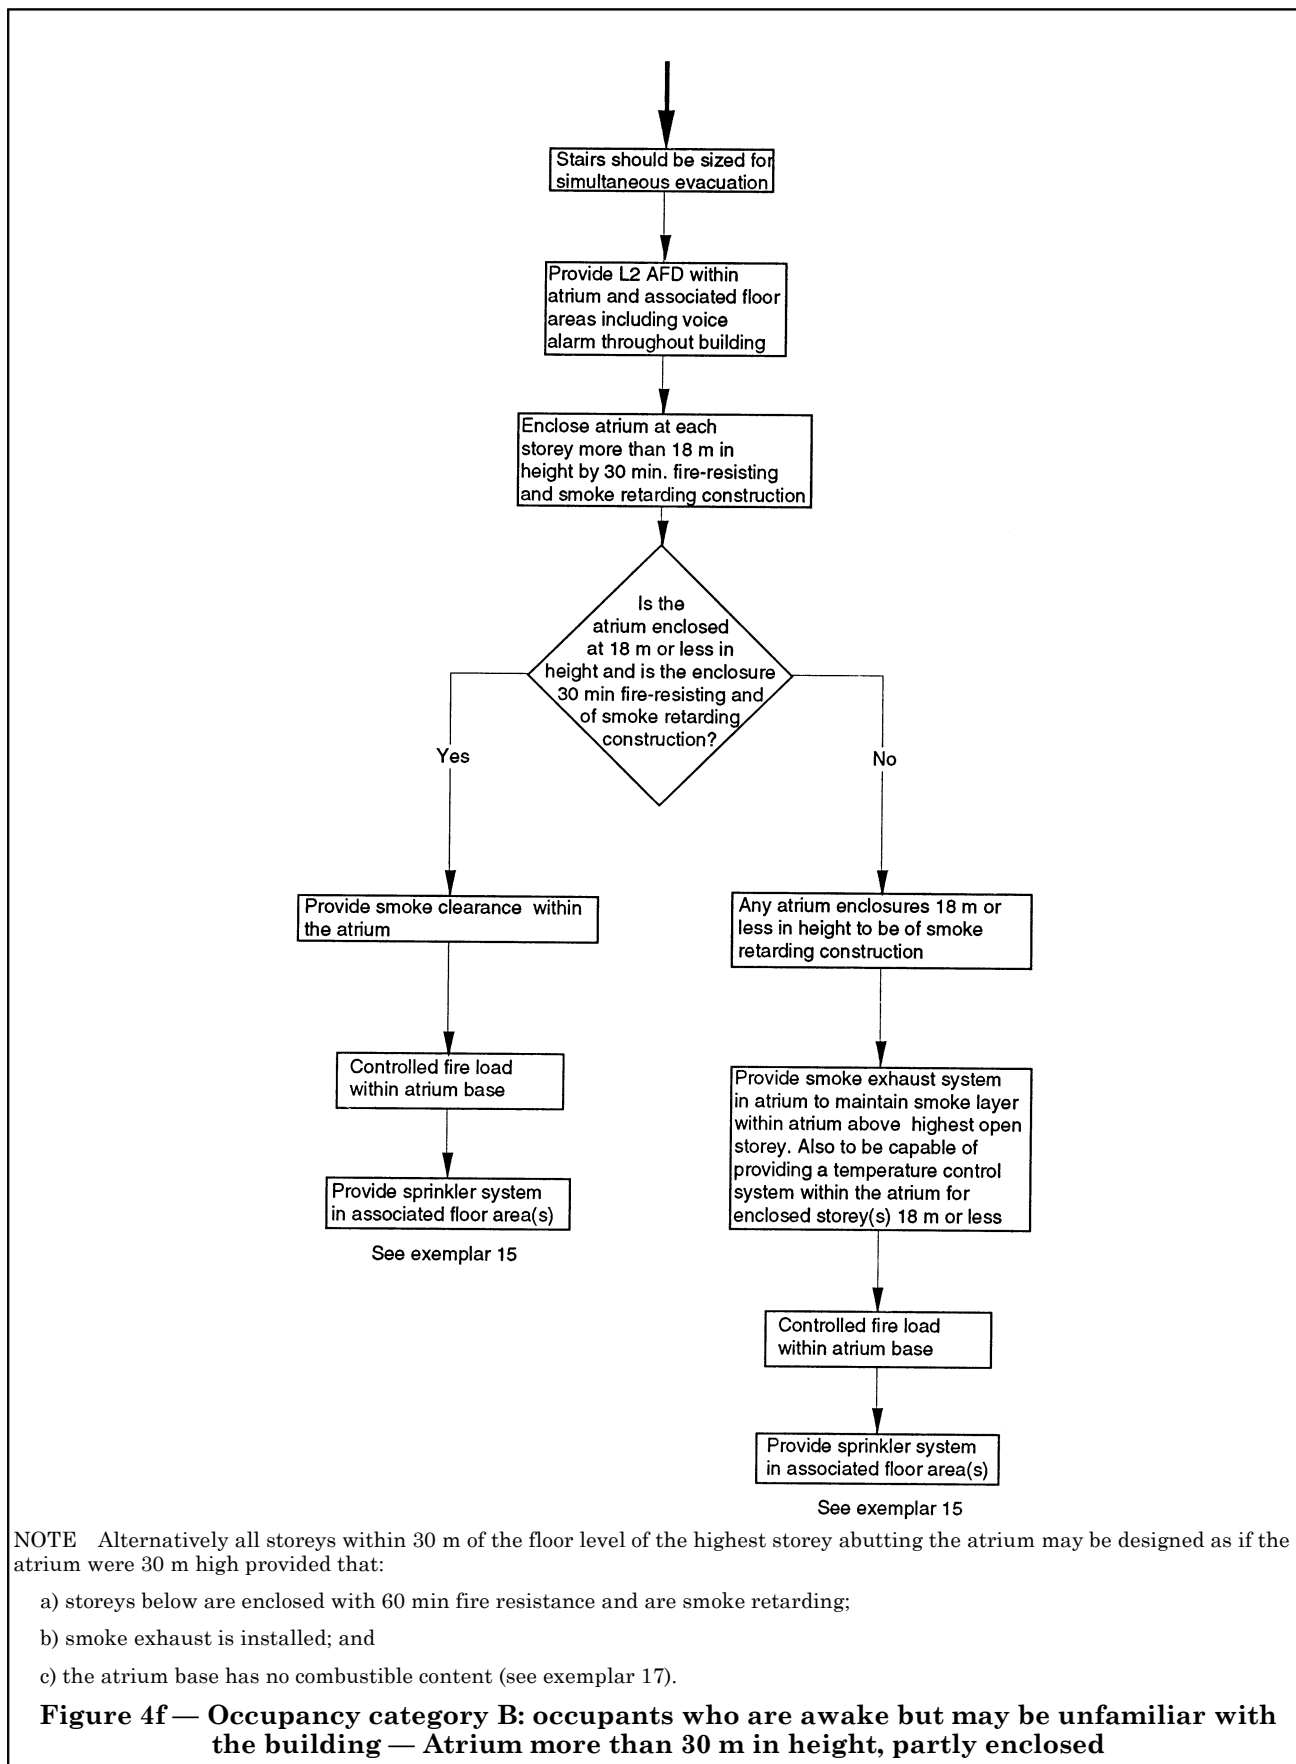 Stairs should be sized for
simultaneous evacuation
Provide L2 AFD within
atrium and associated floor
areas including voice
alarm throughout building
Enclose atrium at each
storey more than 18 m in
height by 30 min. fire-resisting
and smoke retarding construction
Is the
atrium enclosed
at 18 m or less in
height and is the enclosure
30 min fire-resisting and
of smoke retarding
construction?
Yes
No
Provide smoke clearance within
the atrium
Controlled fire load
within atrium base
Provide sprinkler system
in associated floor area(s)
See exemplar 15
Any atrium enclosures 18 m or
less in height to be of smoke
retarding construction
Provide smoke exhaust system
in atrium to maintain smoke layer
within atrium above highest open
storey. Also to be capable of
providing a temperature control
system within the atrium for
enclosed storey(s) 18 m or less
Controlled fire load
within atrium base
Provide sprinkler system
in associated floor area(s)
See exemplar 15
NOTE Alternatively all storeys within 30 m of the floor level of the highest storey abutting the atrium may be designed as if the
atrium were 30 m high provided that:
a) storeys below are enclosed with 60 min fire resistance and are smoke retarding;
b) smoke exhaust is installed; and
c) the atrium base has no combustible content (see exemplar 17).
Figure 4f — Occupancy category B: occupants who are awake but may be unfamiliar with
the building — Atrium more than 30 m in height, partly enclosed